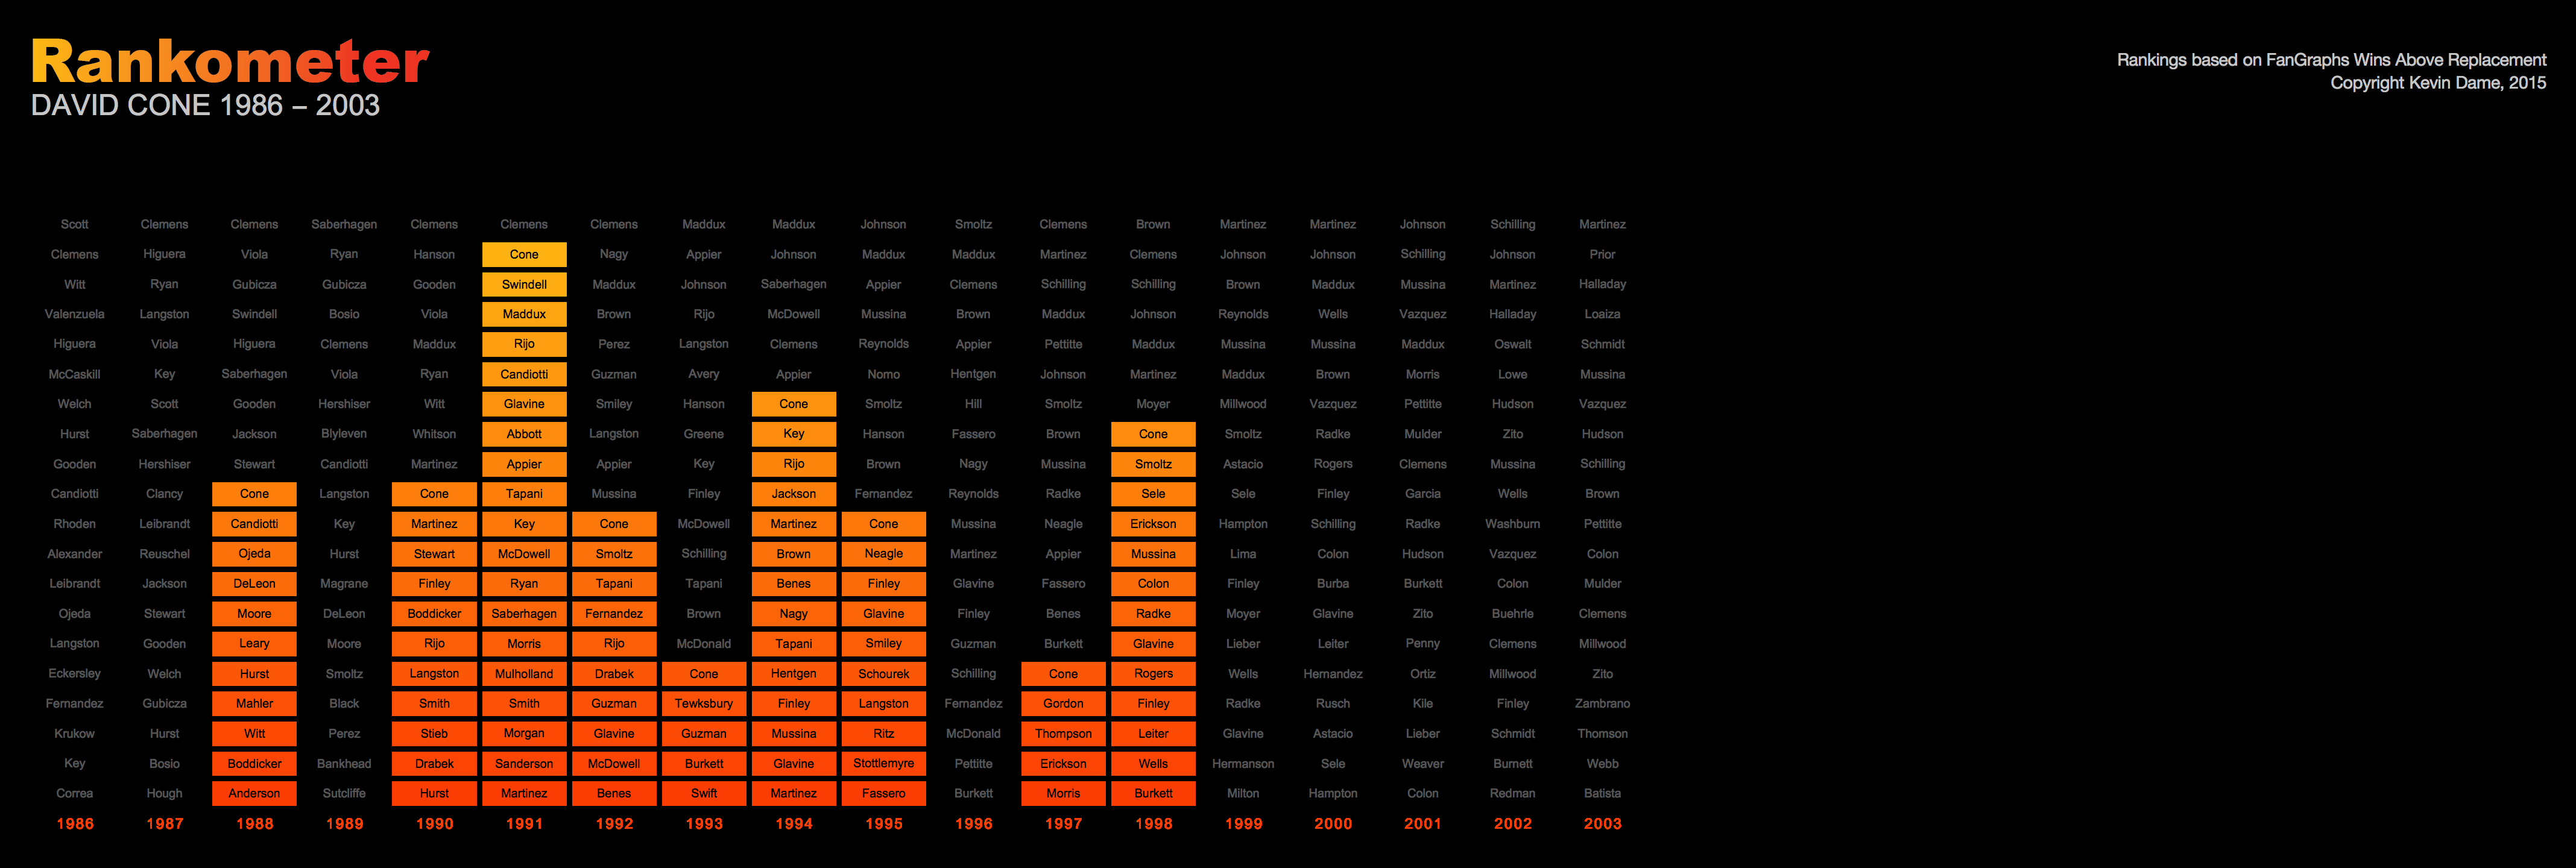 Rankometer
DAVID CONE 1986 – 2003
Rankings based on FanGraphs Wins Above Replacement
Copyright Kevin Dame, 2015
Scott Clemens Clemens Saberhagen Clemens Clemens Clemens Maddux Maddux Johnson Smoltz Clemens Brown Martinez Martinez Johnson Schilling Martinez
Clemens Higuera Viola Ryan Hanson Cone Nagy Appier Johnson Maddux Maddux Martinez Clemens Johnson Johnson Schilling Johnson Prior
Witt Ryan Gubicza Gubicza Gooden Swindell Maddux Johnson Saberhagen Appier Clemens Schilling Schilling Brown Maddux Mussina Martinez Halladay
Valenzuela Langston Swindell Bosio Viola Maddux Brown Rijo McDowell Mussina Brown Maddux Johnson Reynolds Wells Vazquez Halladay Loaiza
Higuera Viola Higuera Clemens Maddux Rijo Perez Langston Clemens Reynolds Appier Pettitte Maddux Mussina Mussina Maddux Oswalt Schmidt
McCaskill Key Saberhagen Viola Ryan Candiotti Guzman Avery Appier Nomo Hentgen Johnson Martinez Maddux Brown Morris Lowe Mussina
Welch Scott Gooden Hershiser Witt Glavine Smiley Hanson Cone Smoltz Hill Smoltz Moyer Millwood Vazquez Pettitte Hudson Vazquez
Hurst Saberhagen Jackson Blyleven Whitson Abbott Langston Greene Key Hanson Fassero Brown Cone Smoltz Radke Mulder Zito Hudson
Gooden Hershiser Stewart Candiotti Martinez Appier Appier Key Rijo Brown Nagy Mussina Smoltz Astacio Rogers Clemens Mussina Schilling
Candiotti Clancy Cone Langston Cone Tapani Mussina Finley Jackson Fernandez Reynolds Radke Sele Sele Finley Garcia Wells Brown
Rhoden Leibrandt Candiotti Key Martinez Key Cone McDowell Martinez Cone Mussina Neagle Erickson Hampton Schilling Radke Washburn Pettitte
Alexander Reuschel Ojeda Hurst Stewart McDowell Smoltz Schilling Brown Neagle Martinez Appier Mussina Lima Colon Hudson Vazquez Colon
Leibrandt Jackson DeLeon Magrane Finley Ryan Tapani Tapani Benes Finley Glavine Fassero Colon Finley Burba Burkett Colon Mulder
Ojeda Stewart Moore DeLeon Boddicker Saberhagen Fernandez Brown Nagy Glavine Finley Benes Radke Moyer Glavine Zito Buehrle Clemens
Langston Gooden Leary Moore Rijo Morris Rijo McDonald Tapani Smiley Guzman Burkett Glavine Lieber Leiter Penny Clemens Millwood
Eckersley Welch Hurst Smoltz Langston Mulholland Drabek Cone Hentgen Schourek Schilling Cone Rogers Wells Hernandez Ortiz Millwood Zito
Fernandez Gubicza Mahler Black Smith Smith Guzman Tewksbury Finley Langston Fernandez Gordon Finley Radke Rusch Kile Finley Zambrano
Krukow Hurst Witt Perez Stieb Morgan Glavine Guzman Mussina Ritz McDonald Thompson Leiter Glavine Astacio Lieber Schmidt Thomson
Key Bosio Boddicker Bankhead Drabek Sanderson McDowell Burkett Glavine Stottlemyre Pettitte Erickson Wells Hermanson Sele Weaver Burnett Webb
Correa Hough Anderson Sutcliffe Hurst Martinez Benes Swift Martinez Fassero Burkett Morris Burkett Milton Hampton Colon Redman Batista
1986 1987 1988 1989 1990 1991 1992 1993 1994 1995 1996 1997 1998 1999 2000 2001 2002 2003